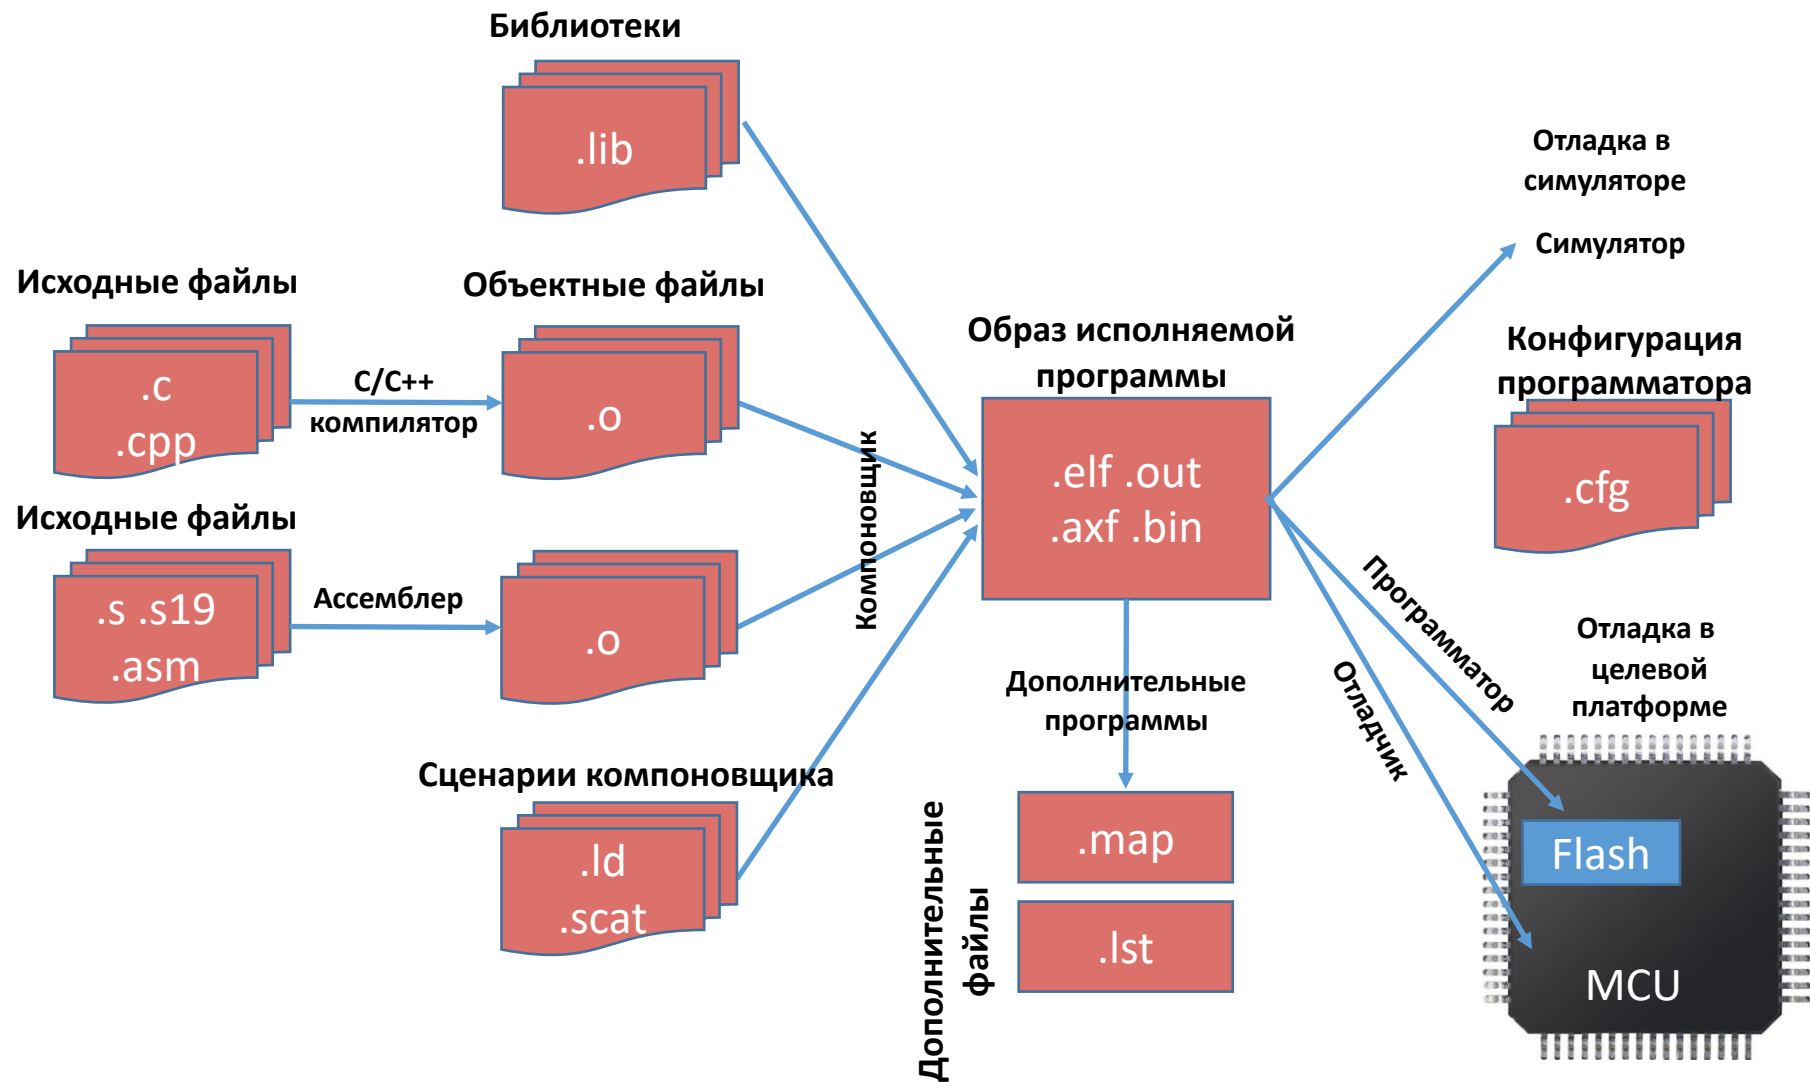 Библиотеки
.lib
Исходные файлы
.c
.cpp
C/C++
компилятор
Объектные файлы
.o
Исходные файлы
.s .s19
.asm
Ассемблер
.o
Сценарии компоновщика
.ld
.scat
Компоновщик
Образ исполняемой
программы
.elf .out
.axf .bin
Дополнительные
программы
Дополнительные
файлы
.map
.lst
Отладка в
симуляторе
Симулятор
Конфигурация
программатора
.cfg
Программатор
Отладчик
Отладка в
целевой
платформе
Flash
MCU